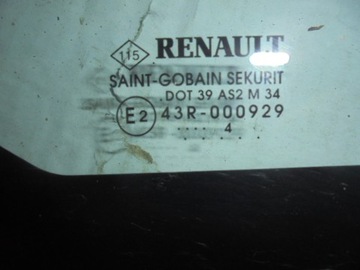 115 RENAULT
SAINT-GOBAIN SEKURIT
DOT 39 AS2 M 34
E2 43R-000929
.... 4
.. .